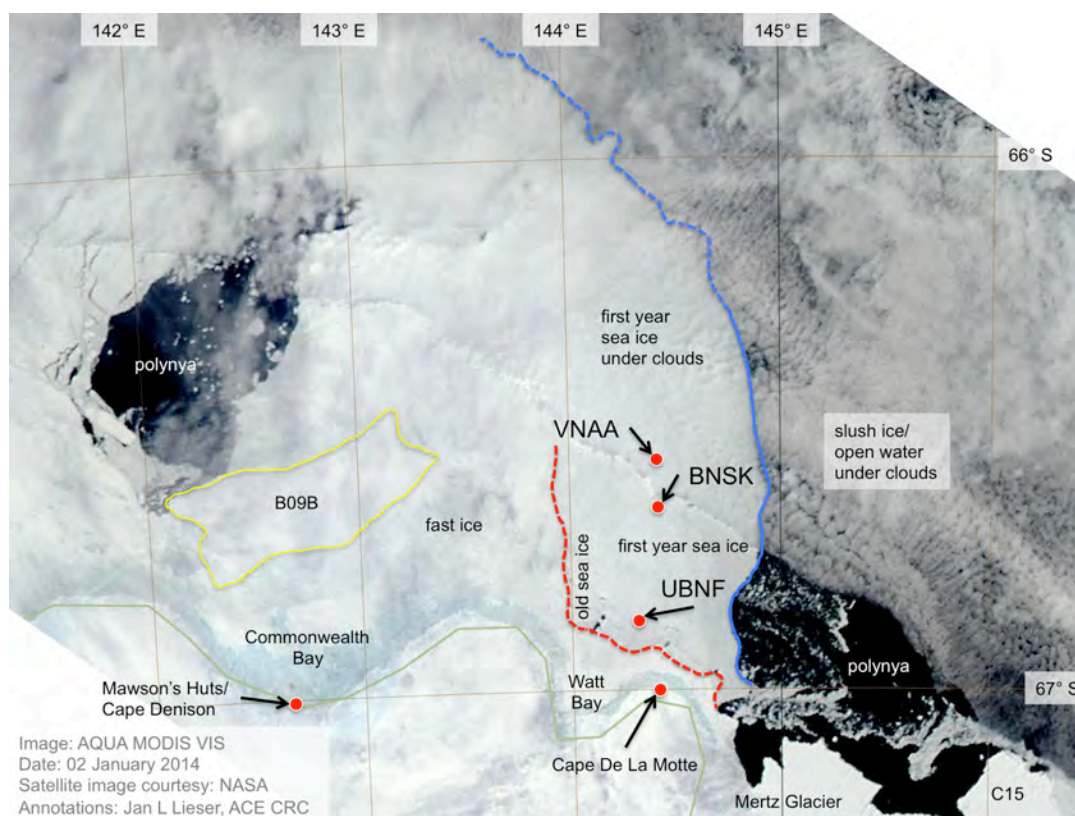 142° E
143° E
144° E
145° E
66° S
first year
sea ice
under clouds
polynya
VNAA
slush ice/
open water
under clouds
BNSK
B09B
fast ice
first year sea ice
old sea ice
UBNF
Commonwealth
Bay
polynya
Mawson's Huts/
Cape Denison
Watt
Bay
67° S
Cape De La Motte
Mertz Glacier
C15
Image: AQUA MODIS VIS
Date: 02 January 2014
Satellite image courtesy: NASA
Annotations: Jan L Lieser, ACE CRC